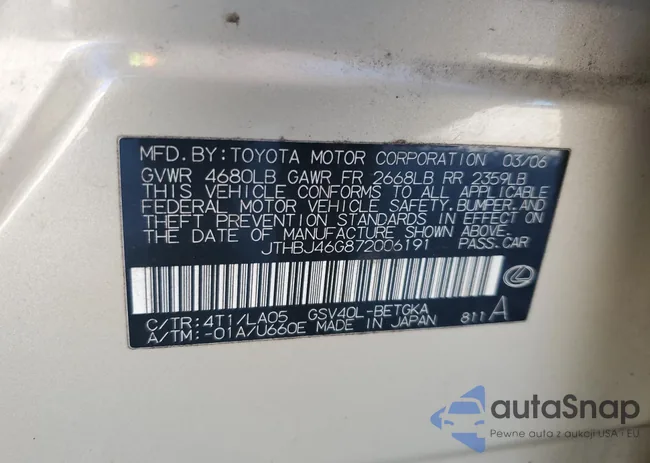 MFD. BY: TOYOTA MOTOR CORPORATION 03/06
GVWR 4680LB GAWR FR 2668LB RR 2359LB
THIS VEHICLE CONFORMS TO ALL APPLICABLE
FEDERAL MOTOR VEHICLE SAFETY, BUMPER, AND
THEFT PREVENTION STANDARDS IN EFFECT ON
THE DATE OF MANUFACTURE SHOWN ABOVE.
JTHBJ46G872006191 PASS. CAR
C/TR: 4T1/LA05 GSV40L-BETGKA
A/TM: -01A/U660E MADE IN JAPAN 811 A
autaSnap
Pewne auta z aukcji USA i EU